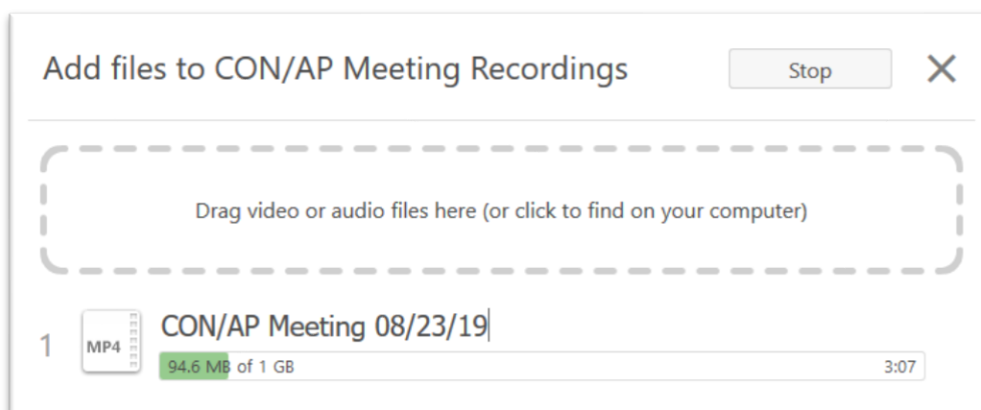 Add files to CON/AP Meeting Recordings Stop
Drag video or audio files here (or click to find on your computer)
1 MP4 CON/AP Meeting 08/23/19
94.6 MB of 1 GB 3:07